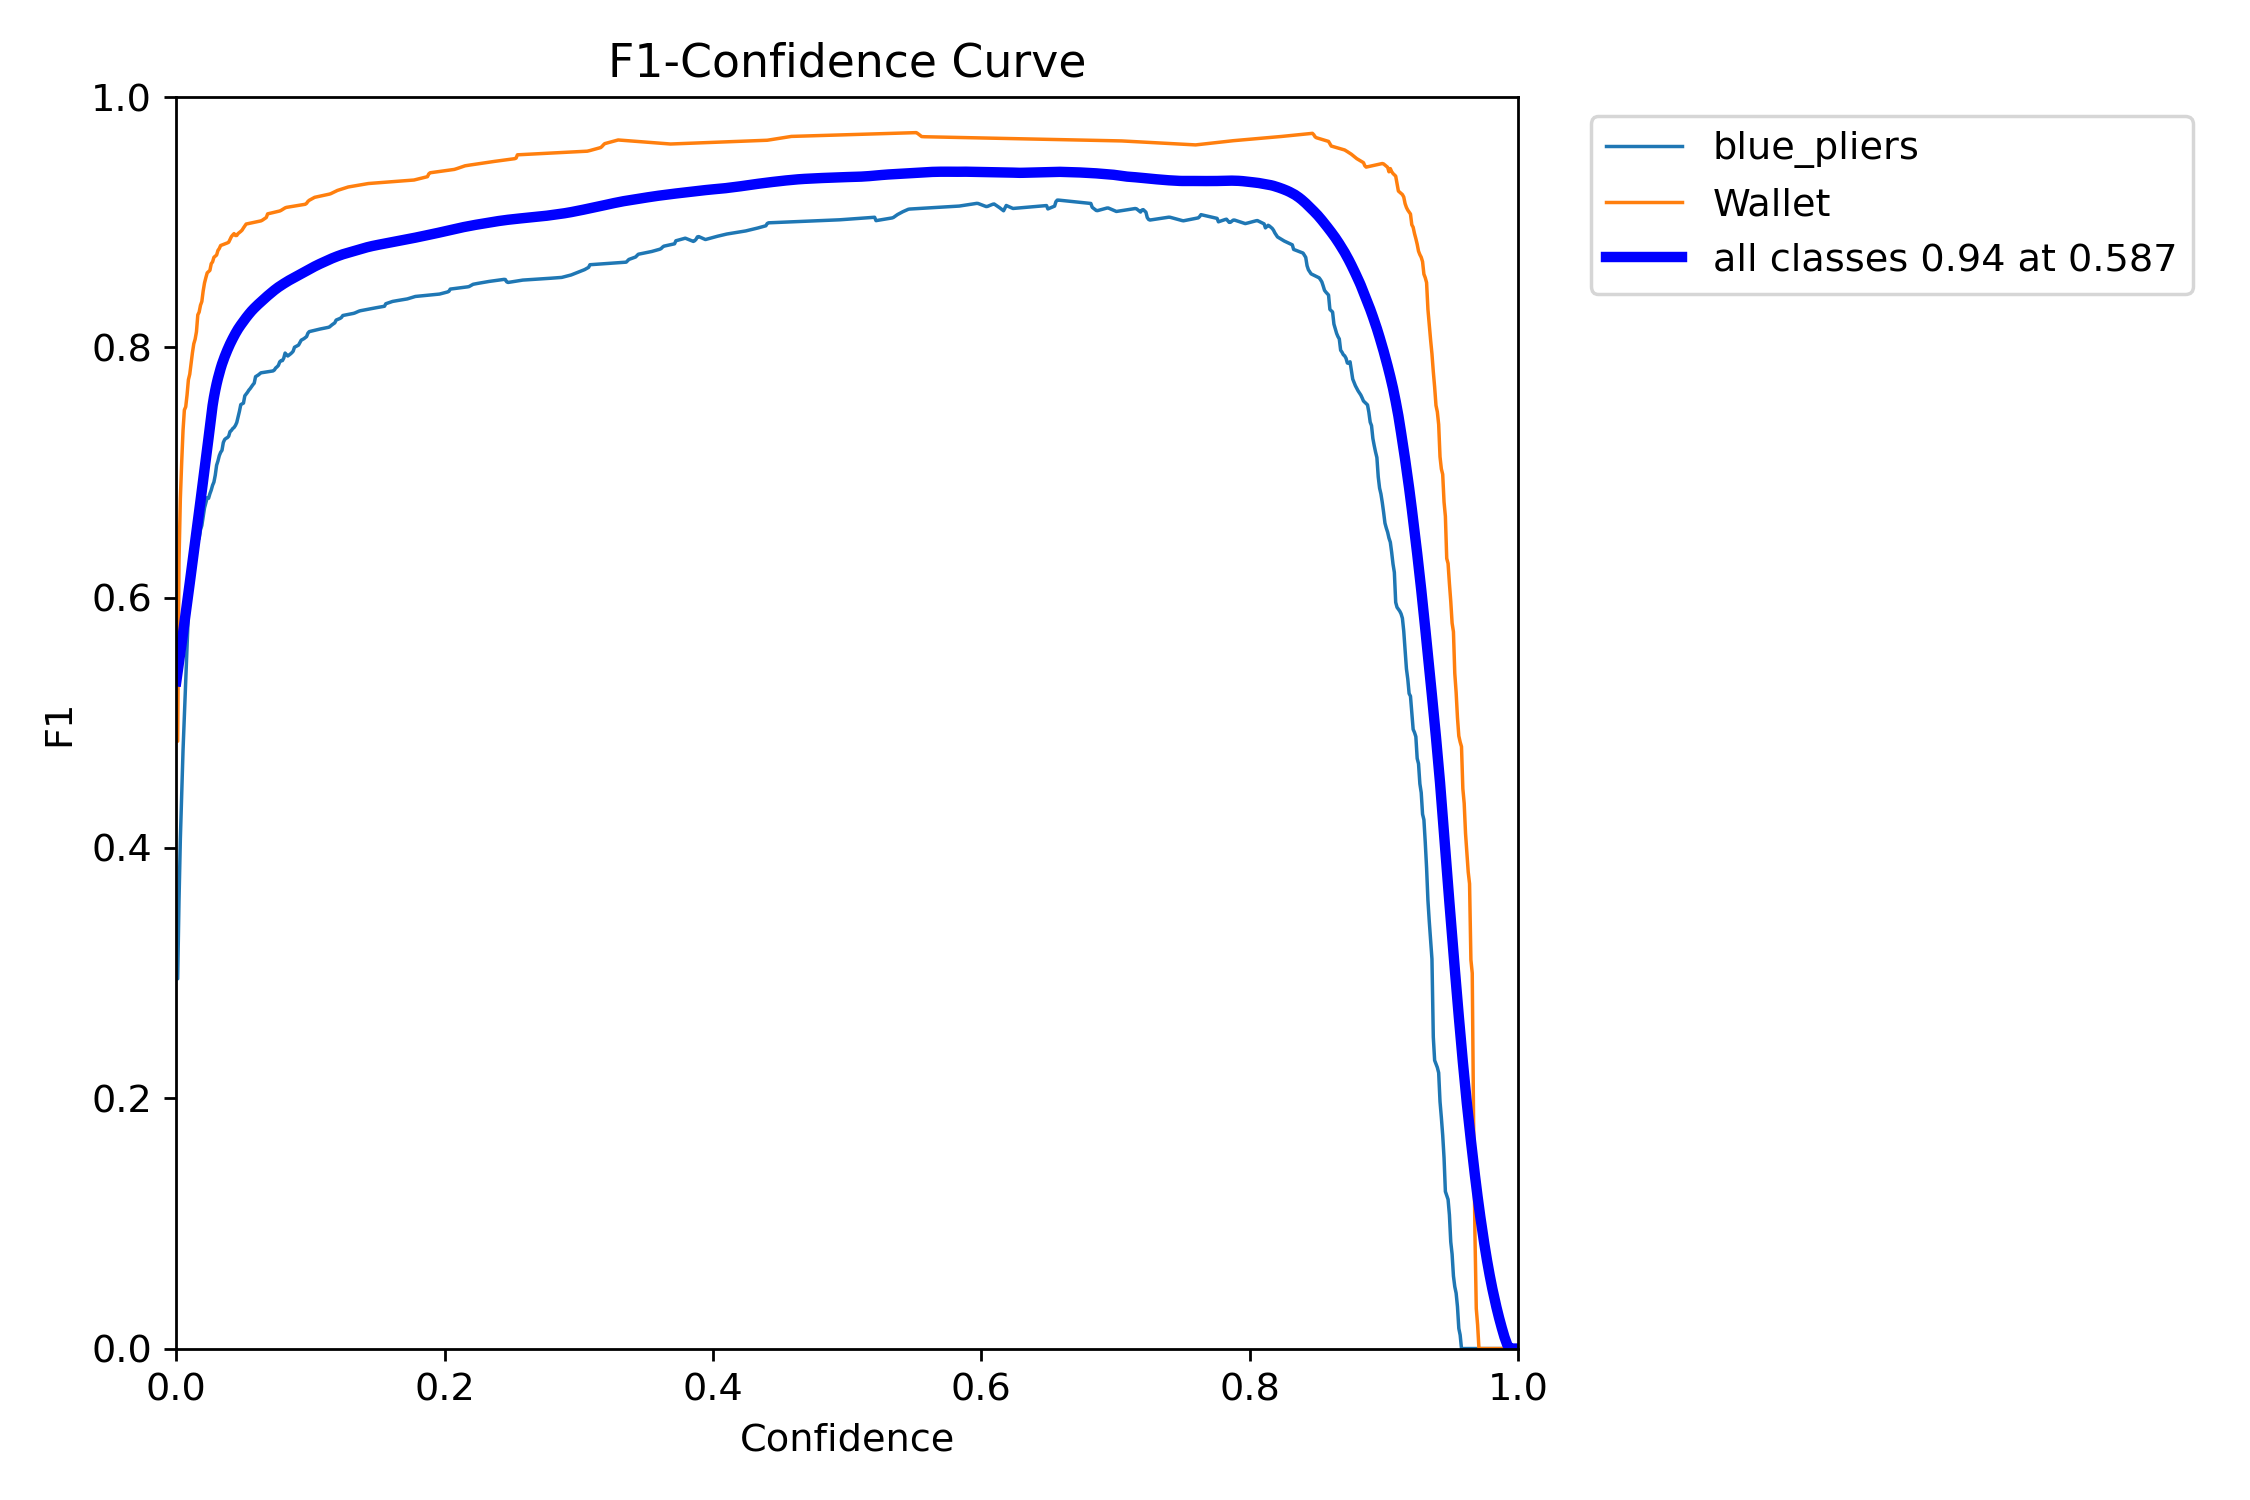 F1-Confidence Curve
1.0
0.8
0.6
0.4
0.2
0.0
F1
0.0 0.2 0.4 0.6 0.8 1.0
Confidence
blue_pliers
Wallet
all classes 0.94 at 0.587